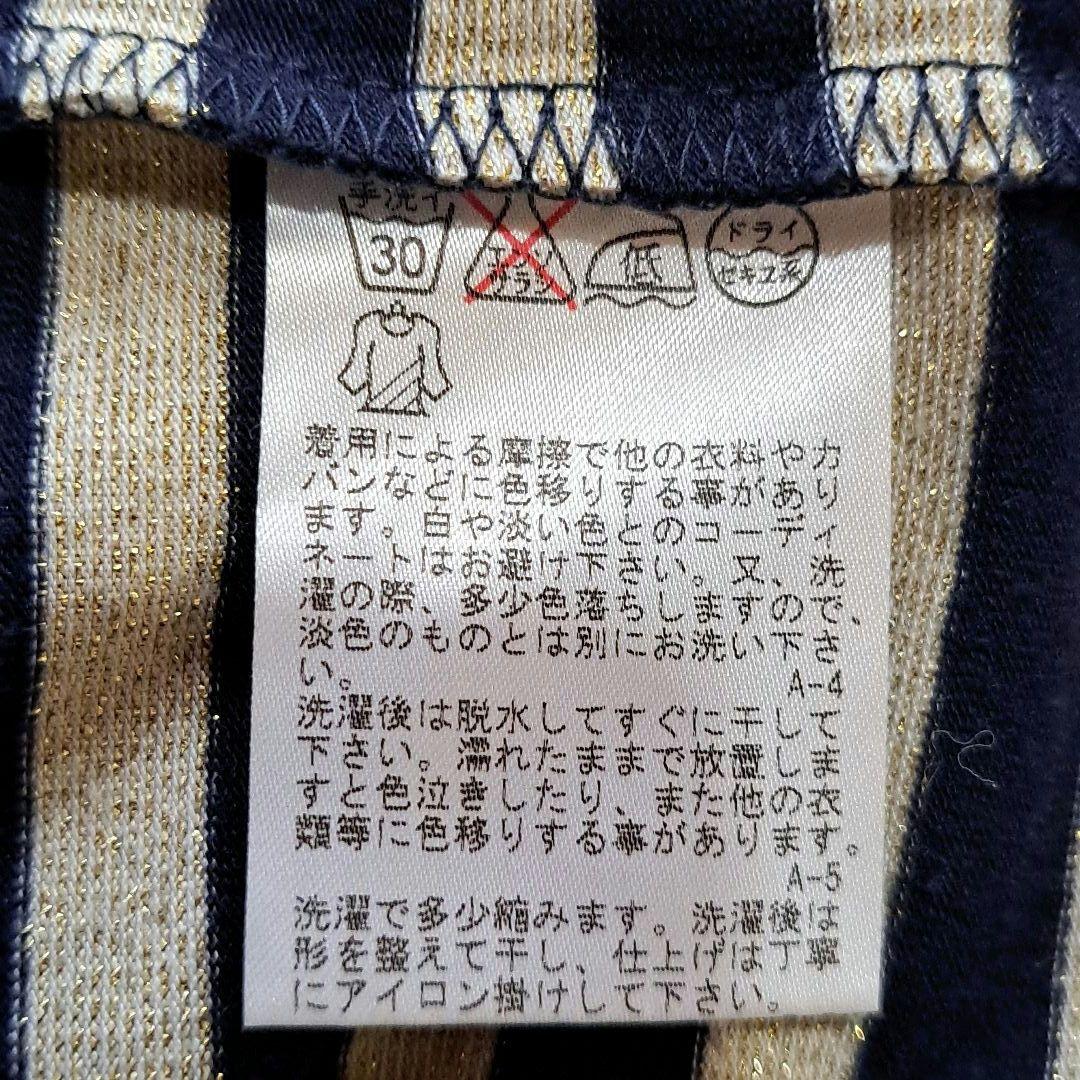 手洗イ
30
エンソ
プラス
低
ドライ
セキユ系
着用による摩擦で他の衣料やカ
バンなどに色移りする事があり
ます。白や淡い色とのコーディ
ネートはお避け下さい。又、洗
濯の際、多少色落ちしますので、
淡色のものとは別にお洗い下さ
い。
A-4
洗濯後は脱水してすぐに干して
下さい。濡れたままで放置しま
すと色泣きしたり、また他の衣
類等に色移りする事があります。
A-5
洗濯で多少縮みます。洗濯後は
形を整えて干し、仕上げは丁寧
にアイロン掛けして下さい。